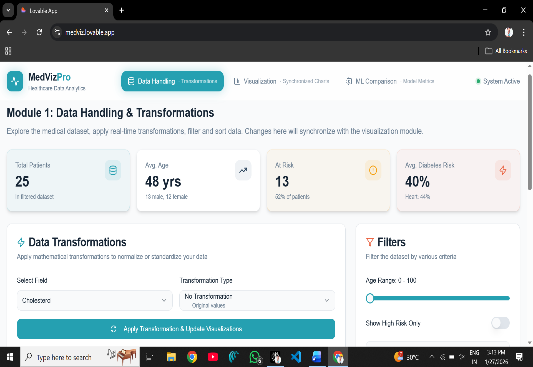 Lovable App
medviz.lovable.app
All Bookmarks
MedVizPro
Healthcare Data Analytics
Data Handling · Transformations
Visualization · Synchronized Charts
ML Comparison · Model Metrics
System Active
Module 1: Data Handling & Transformations
Explore the medical dataset, apply real-time transformations, filter and sort data. Changes here will synchronize with the visualization module.
Total Patients
25
In filtered dataset
Avg. Age
48 yrs
13 male, 12 female
At Risk
13
52% of patients
Avg. Diabetes Risk
40%
Heart: 44%
Data Transformations
Apply mathematical transformations to normalize or standardize your data
Select Field
Cholesterol
Transformation Type
No Transformation
Original values
Apply Transformation & Update Visualizations
Filters
Filter the dataset by various criteria
Age Range: 0 - 100
Show High Risk Only
Type here to search
30°C
ENG
IN
1/27/2026